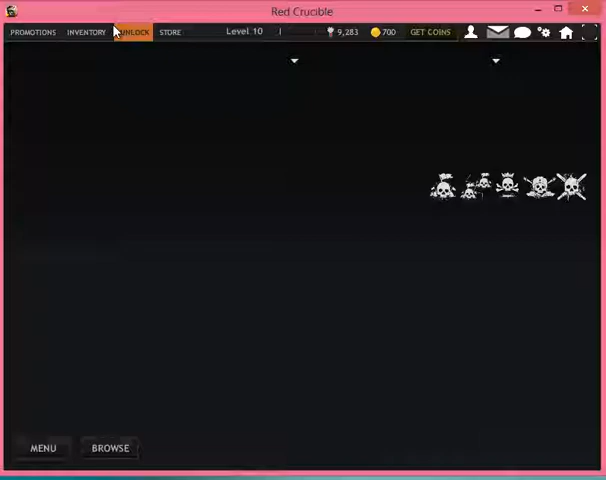 Red Crucible
PROMOTIONS INVENTORY UNLOCK STORE Level 10 9,283 700 GET COINS
MENU BROWSE